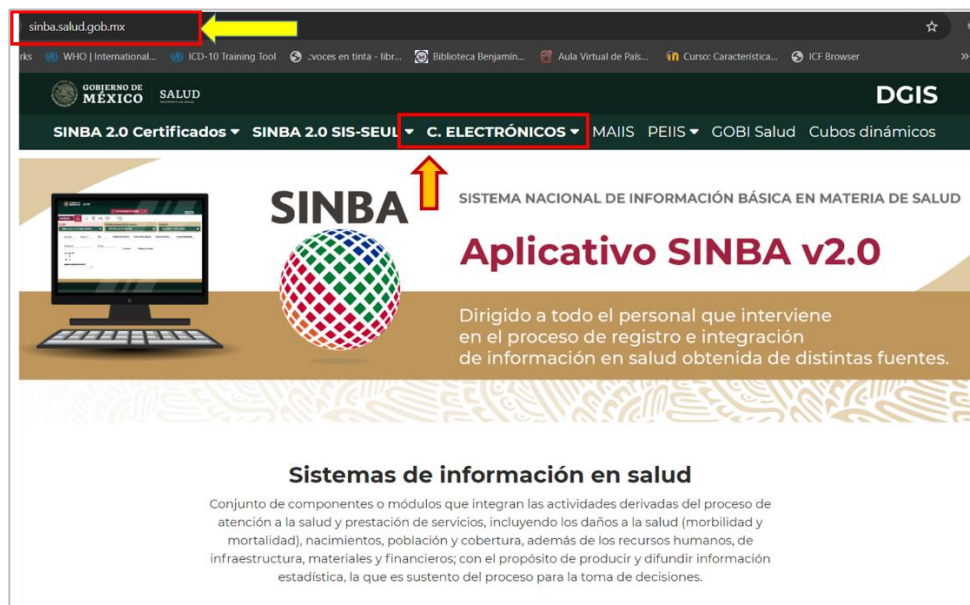 sinba.salud.gob.mx
rks WHO | International... ICD-10 Training Tool .:voces en tinta - libr... Biblioteca Benjamín... Aula Virtual de País... Curso: Característica... ICF Browser »
GOBIERNO DE MÉXICO SALUD DGIS
SINBA 2.0 Certificados SINBA 2.0 SIS-SEUL C. ELECTRÓNICOS MAIIS PEIIS GOBI Salud Cubos dinámicos
SINBA
SISTEMA NACIONAL DE INFORMACIÓN BÁSICA EN MATERIA DE SALUD
Aplicativo SINBA v2.0
Dirigido a todo el personal que interviene
en el proceso de registro e integración
de información en salud obtenida de distintas fuentes.
Sistemas de información en salud
Conjunto de componentes o módulos que integran las actividades derivadas del proceso de
atención a la salud y prestación de servicios, incluyendo los daños a la salud (morbilidad y
mortalidad), nacimientos, población y cobertura, además de los recursos humanos, de
infraestructura, materiales y financieros; con el propósito de producir y difundir información
estadística, la que es sustento del proceso para la toma de decisiones.